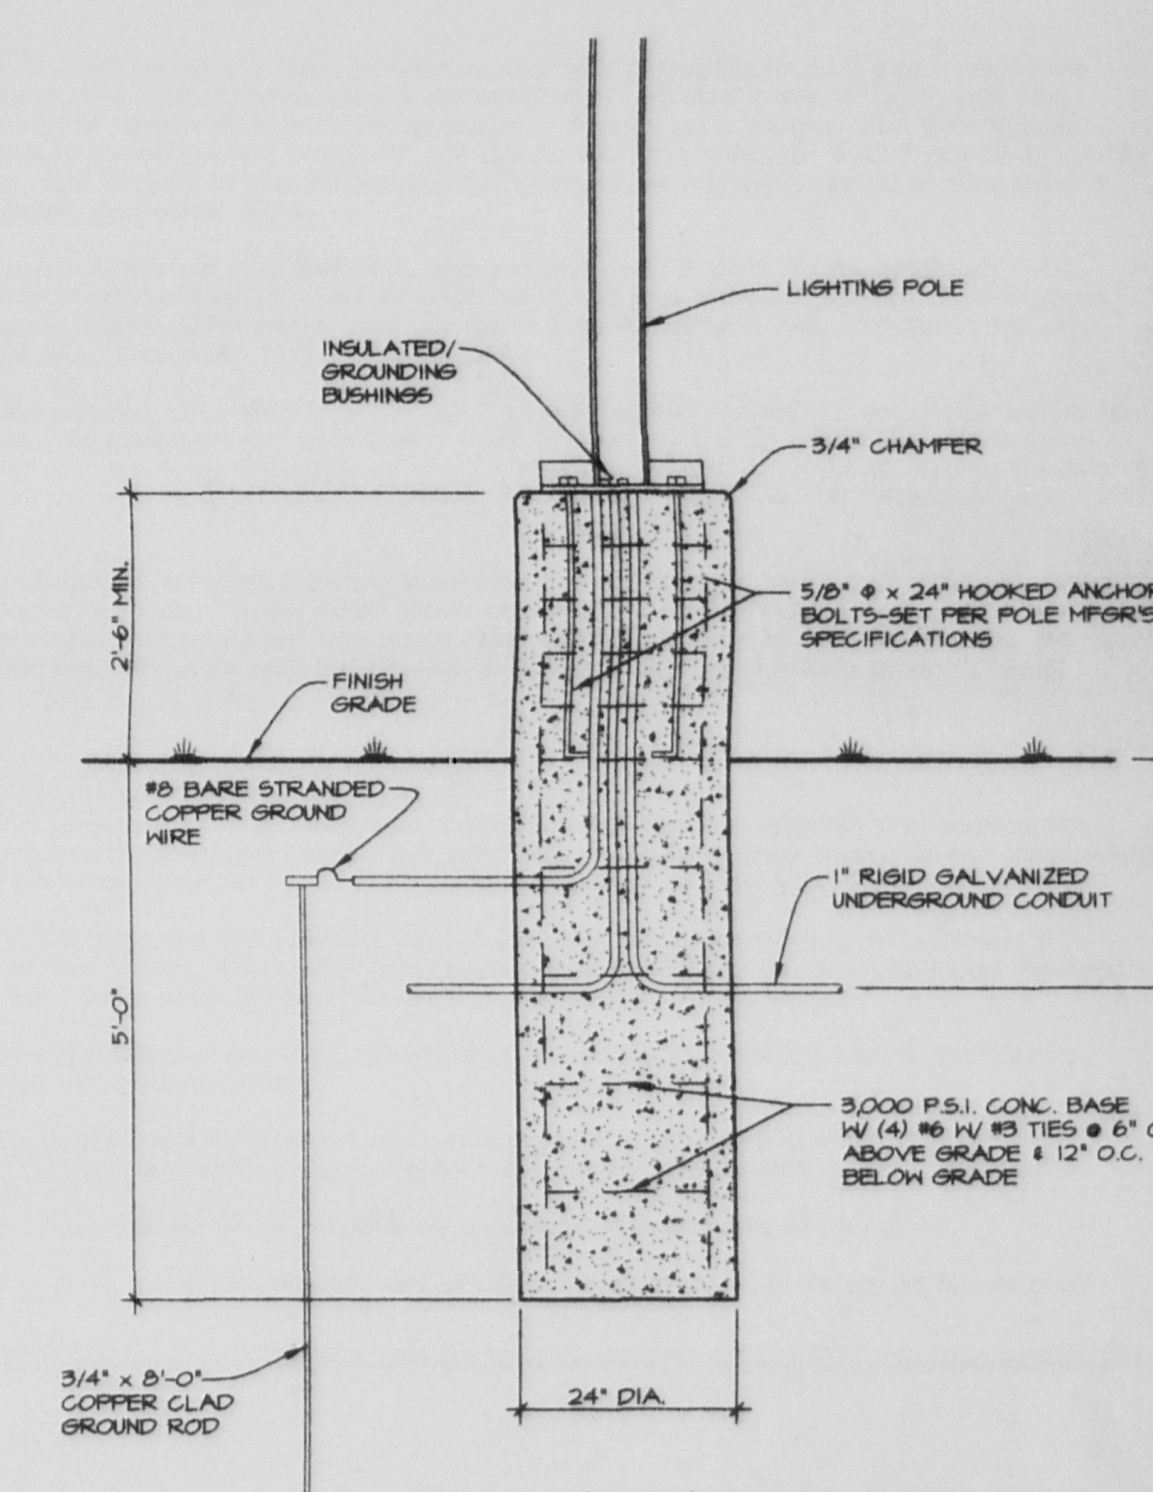 LIGHTING POLE
INSULATED/
GROUNDING
BUSHINGS
3/4" CHAMFER
2'-6" MIN.
5/8" Φ x 24" HOOKED ANCHOR
BOLTS-SET PER POLE MFGR'S
SPECIFICATIONS
FINISH
GRADE
#8 BARE STRANDED
COPPER GROUND
WIRE
1" RIGID GALVANIZED
UNDERGROUND CONDUIT
5'-0"
3,000 P.S.I. CONC. BASE
W/ (4) #6 W/ #3 TIES @ 6"
ABOVE GRADE & 12" O.C.
BELOW GRADE
3/4" x 8'-0"
COPPER CLAD
GROUND ROD
24" DIA.